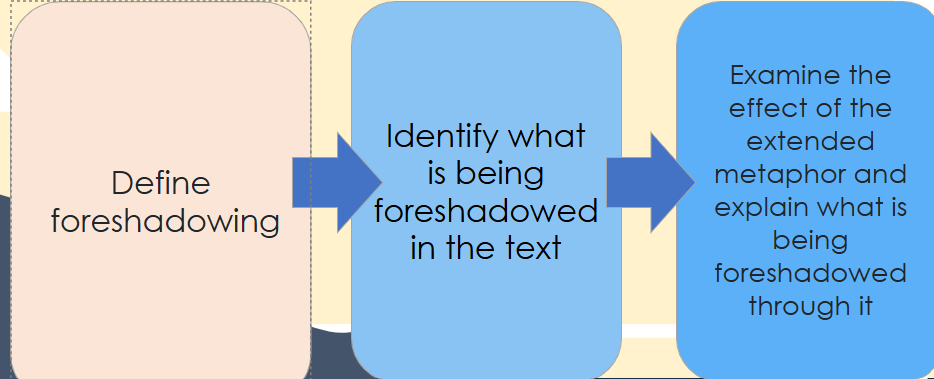 Define
foreshadowing
Identify what
is being
foreshadowed
in the text
Examine the
effect of the
extended
metaphor and
explain what is
being
foreshadowed
through it